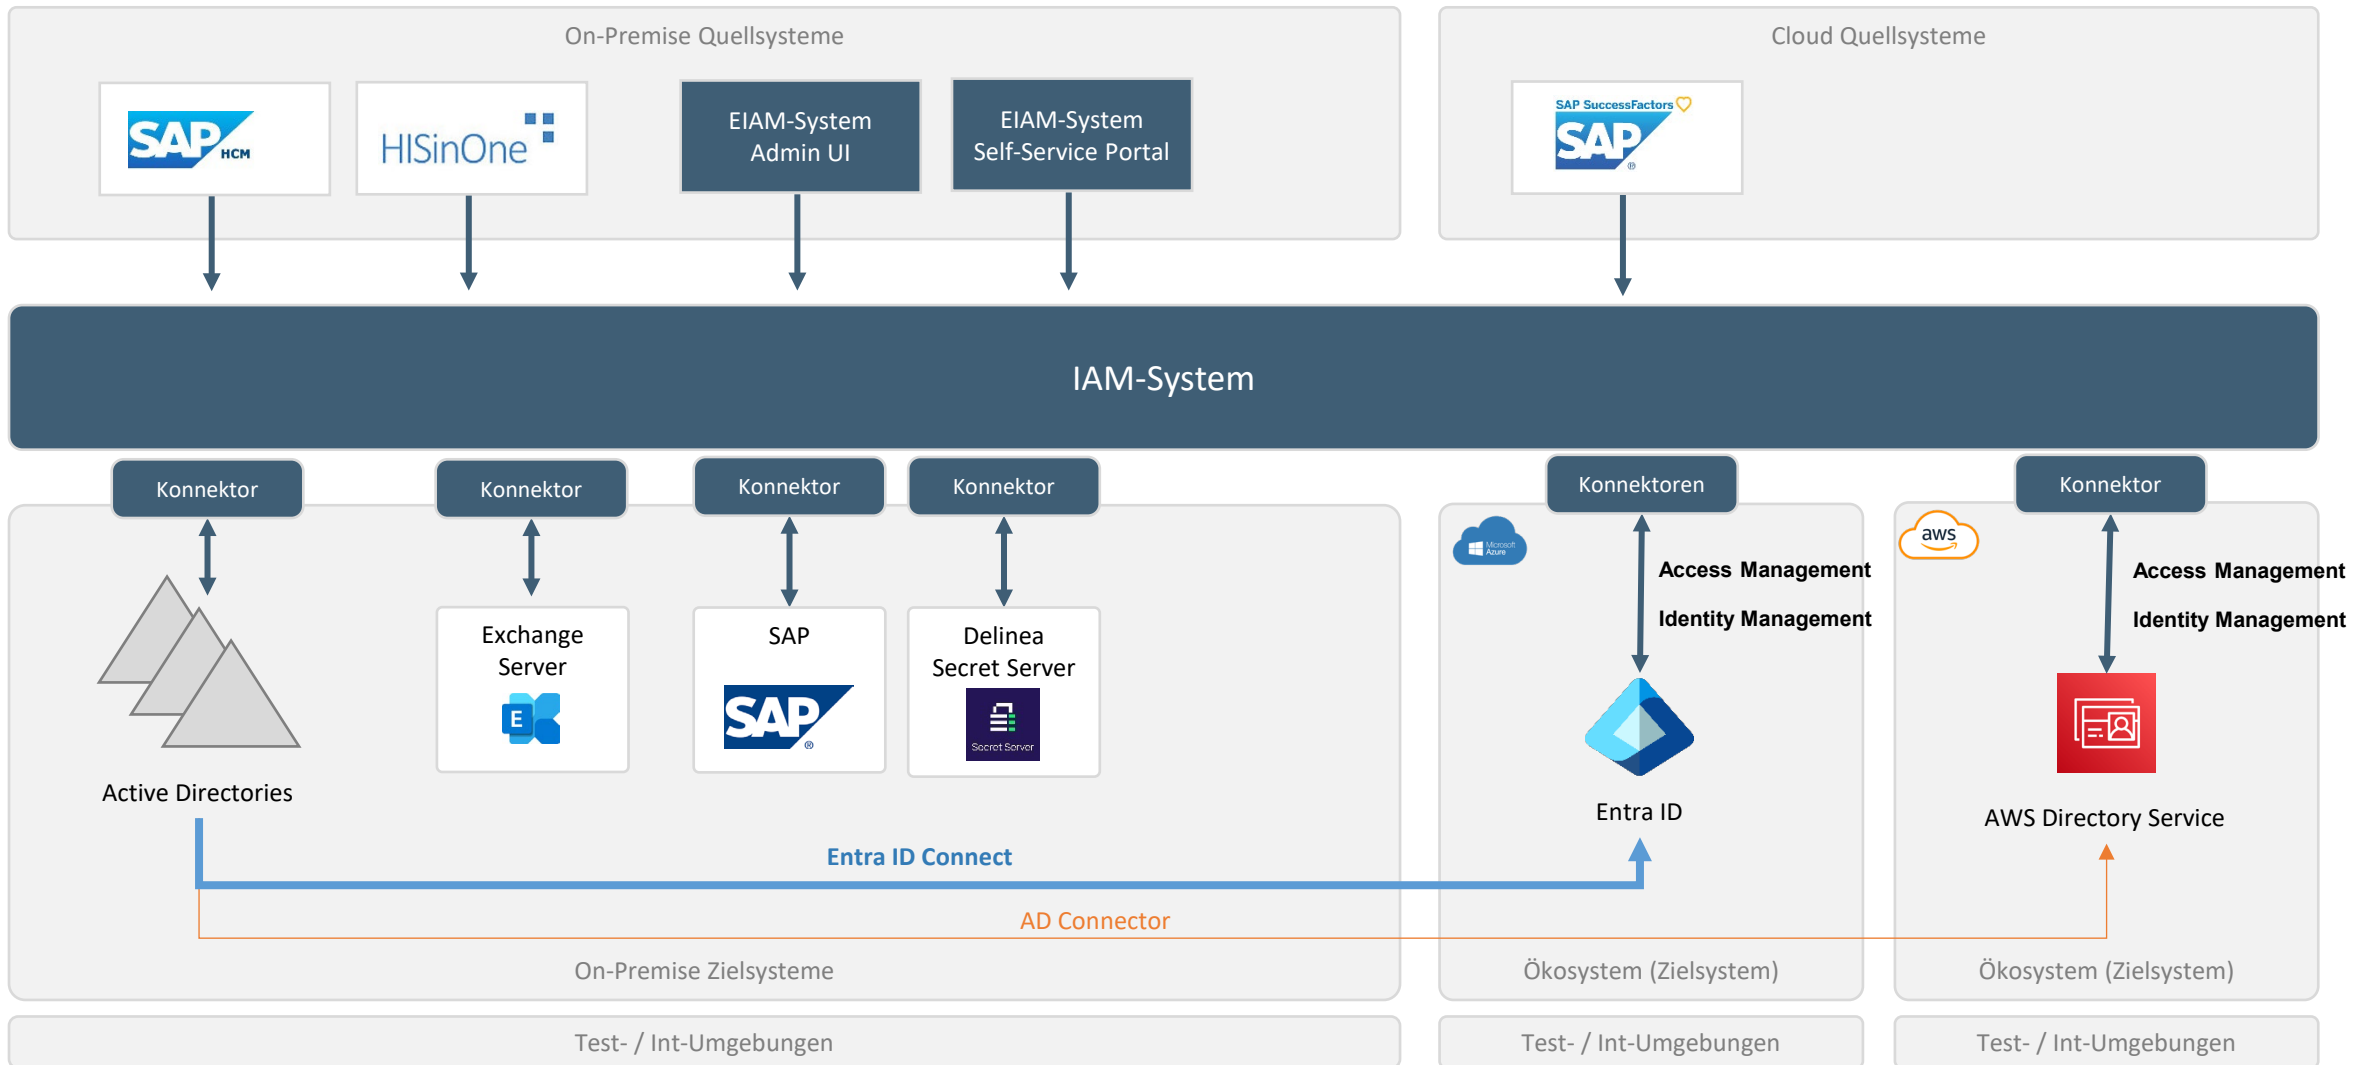 On-Premise Quellsysteme
Cloud Quellsysteme
SAP HCM
HISinOne
EIAM-System
Admin UI
EIAM-System
Self-Service Portal
SAP SuccessFactors
SAP
®
IAM-System
Konnektor
Konnektor
Konnektor
Konnektor
Konnektoren
Konnektor
Microsoft
Azure
aws
Access Management
Identity Management
Access Management
Identity Management
Exchange
Server
E
SAP
SAP
®
Delinea
Secret Server
Secret Server
Active Directories
Entra ID
AWS Directory Service
Entra ID Connect
AD Connector
On-Premise Zielsysteme
Ökosystem (Zielsystem)
Ökosystem (Zielsystem)
Test- / Int-Umgebungen
Test- / Int-Umgebungen
Test- / Int-Umgebungen